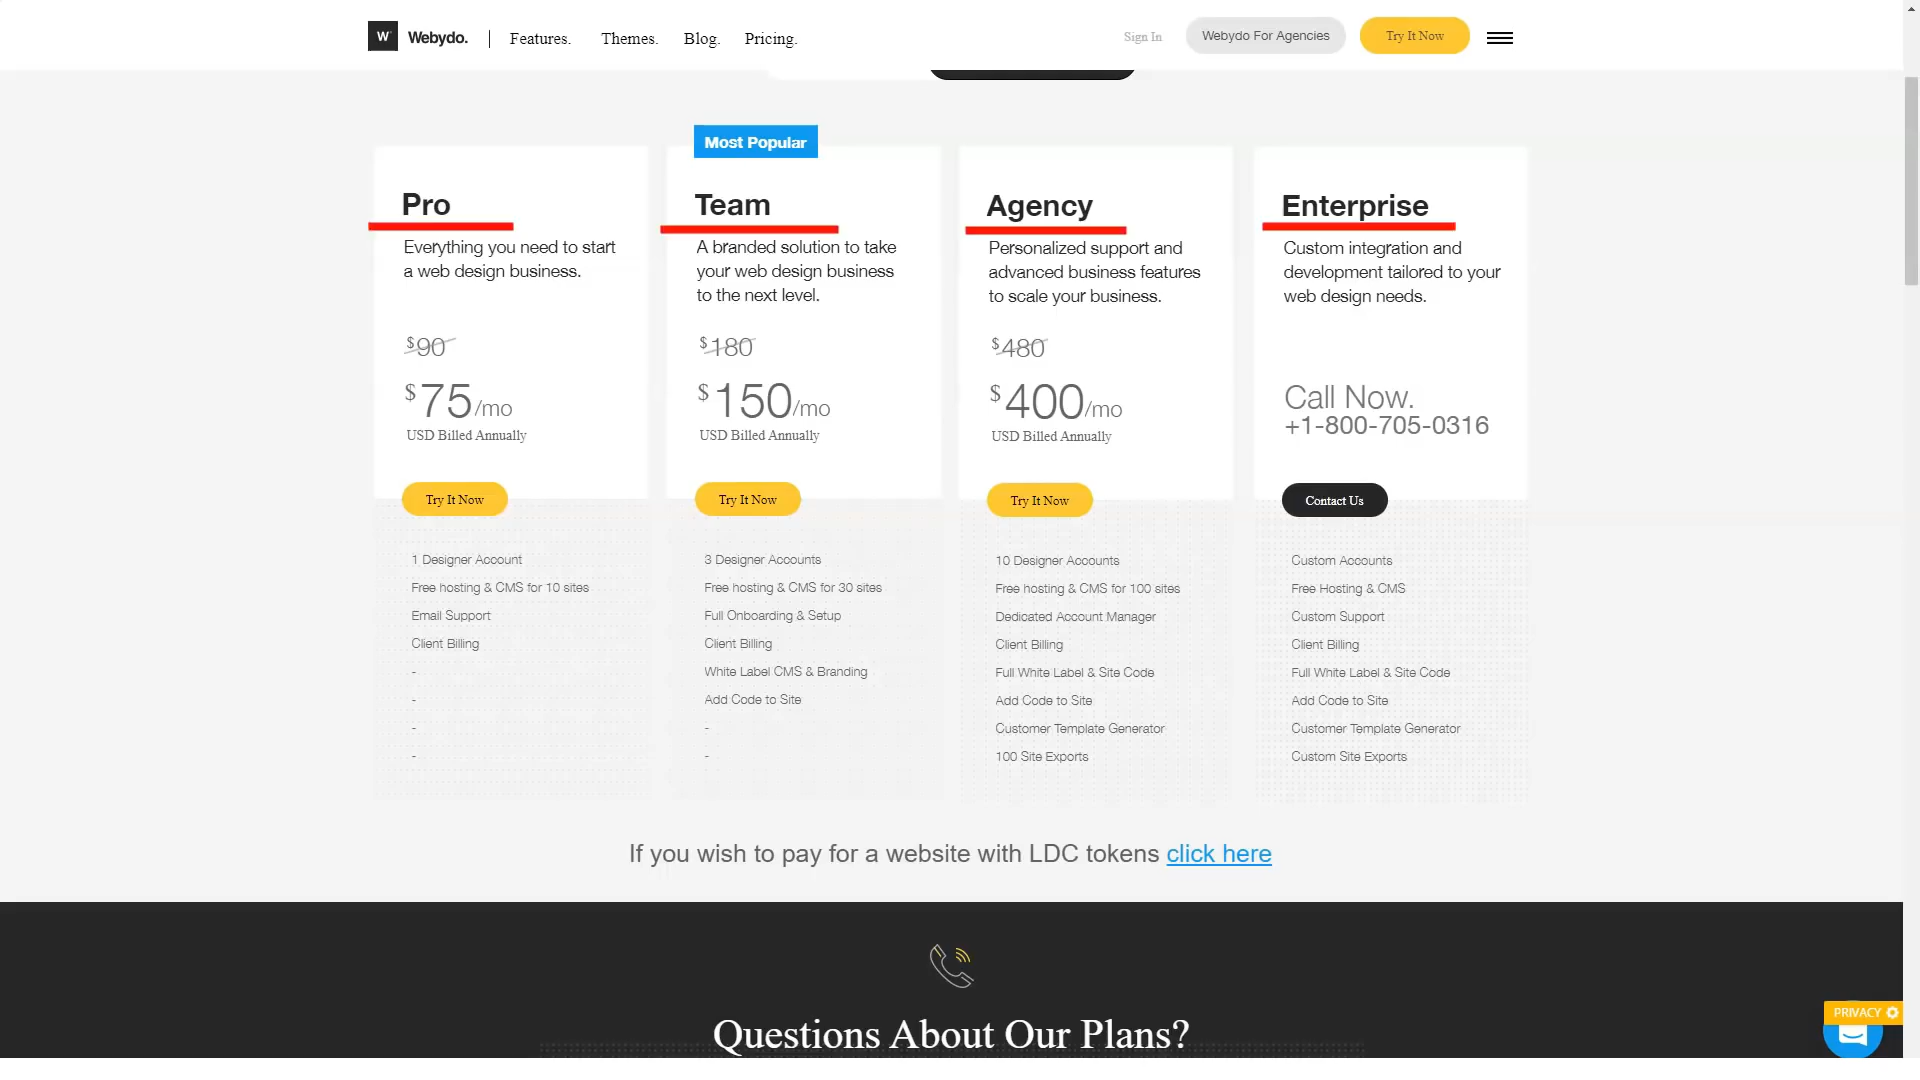 W Webydo. | Features. Themes. Blog. Pricing. Sign In Webydo For Agencies Try It Now
Most Popular
Pro
Everything you need to start
a web design business.
$90
$75/mo
USD Billed Annually
Try It Now
1 Designer Account
Free hosting & CMS for 10 sites
Email Support
Client Billing
-
-
-
-
Team
A branded solution to take
your web design business
to the next level.
$180
$150/mo
USD Billed Annually
Try It Now
3 Designer Accounts
Free hosting & CMS for 30 sites
Full Onboarding & Setup
Client Billing
White Label CMS & Branding
Add Code to Site
-
-
Agency
Personalized support and
advanced business features
to scale your business.
$480
$400/mo
USD Billed Annually
Try It Now
10 Designer Accounts
Free hosting & CMS for 100 sites
Dedicated Account Manager
Client Billing
Full White Label & Site Code
Add Code to Site
Customer Template Generator
100 Site Exports
Enterprise
Custom integration and
development tailored to your
web design needs.
Call Now.
+1-800-705-0316
Contact Us
Custom Accounts
Free Hosting & CMS
Custom Support
Client Billing
Full White Label & Site Code
Add Code to Site
Customer Template Generator
Custom Site Exports
If you wish to pay for a website with LDC tokens click here
Questions About Our Plans?
PRIVACY